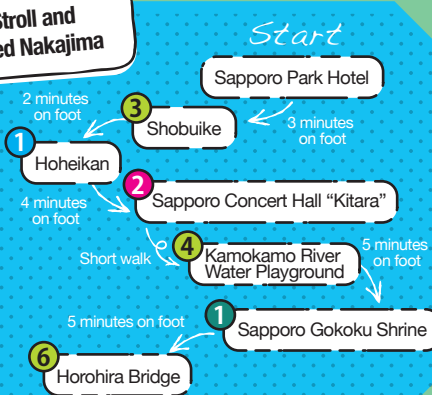 Stroll and
ed Nakajima
Start
Sapporo Park Hotel
3 minutes
on foot
3
Shobuike
2 minutes
on foot
1
Hoheikan
4 minutes
on foot
2
Sapporo Concert Hall “Kitara”
Short walk
4
Kamokamo River
Water Playground
5 minutes
on foot
1
Sapporo Gokoku Shrine
5 minutes on foot
6
Horohira Bridge